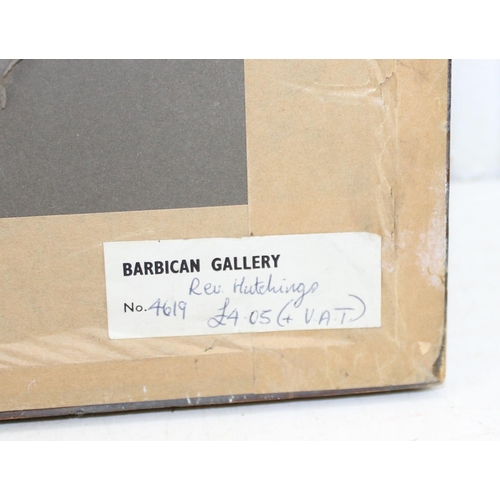 BARBICAN GALLERY
Rev. Hutchings
No. 4619 £4.05 (+ V.A.T.)